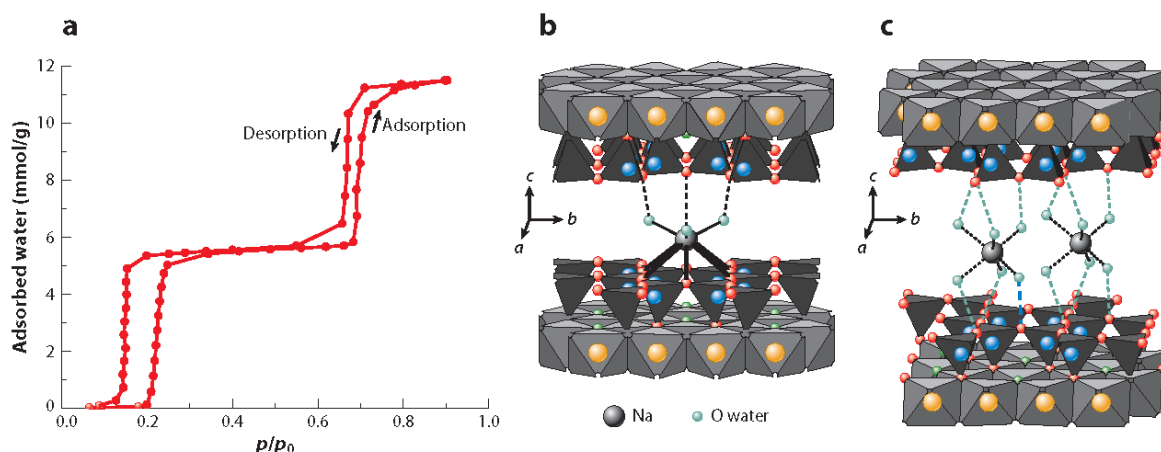 a
12
10
8
6
4
2
0
0.0
0.2
0.4
0.6
0.8
1.0
Adsorbed water (mmol/g)
p/p0
Desorption
Adsorption
b
c
b
a
Na
O water
c
c
b
a